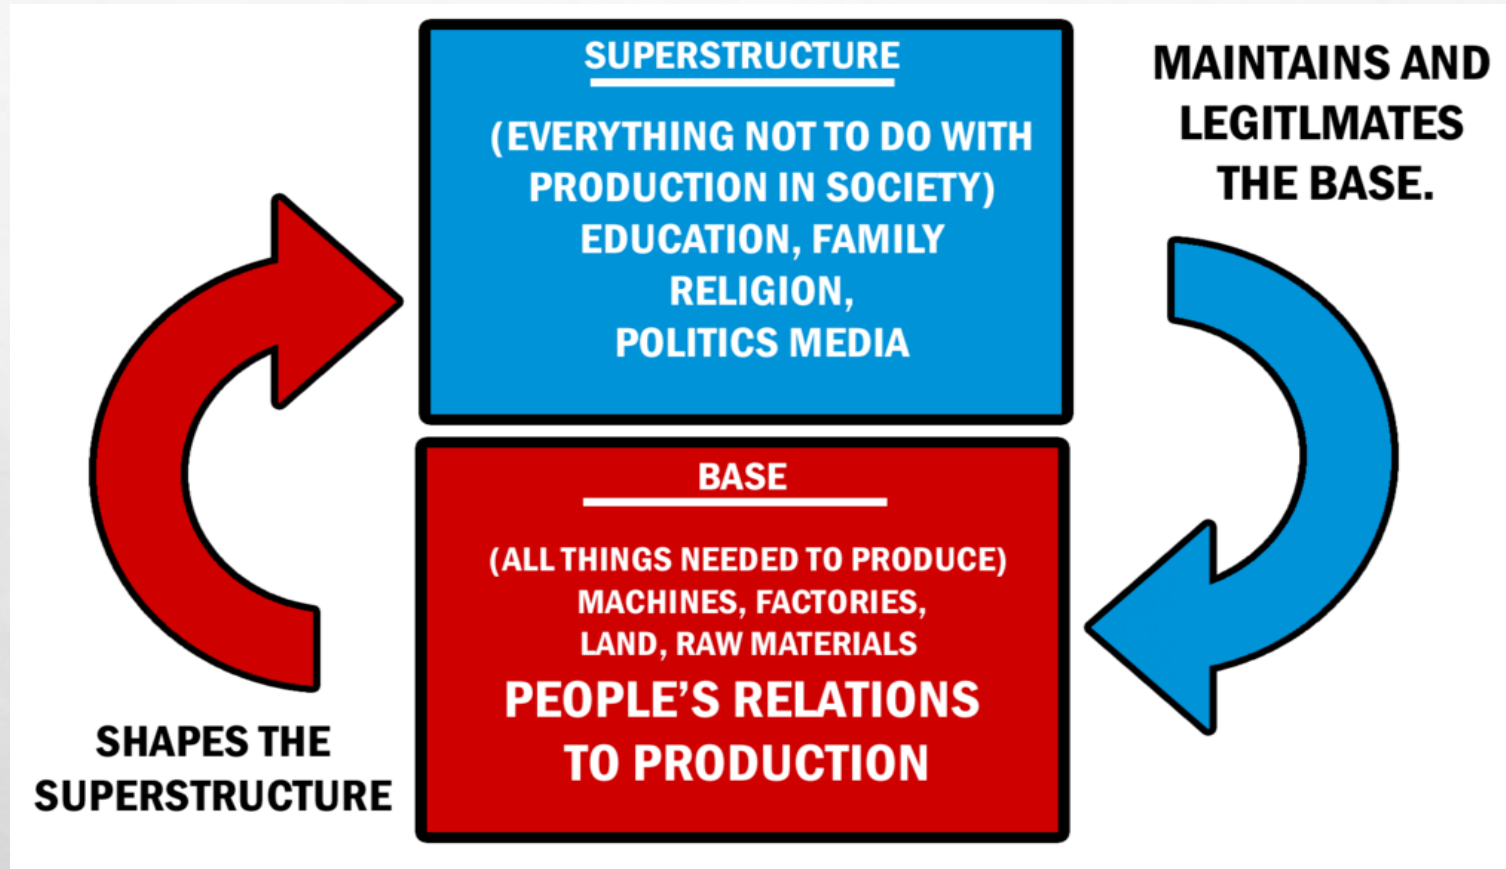 SUPERSTRUCTURE
(EVERYTHING NOT TO DO WITH
PRODUCTION IN SOCIETY)
EDUCATION, FAMILY
RELIGION,
POLITICS MEDIA
MAINTAINS AND
LEGITLMATES
THE BASE.
BASE
(ALL THINGS NEEDED TO PRODUCE)
MACHINES, FACTORIES,
LAND, RAW MATERIALS
PEOPLE’S RELATIONS
TO PRODUCTION
SHAPES THE
SUPERSTRUCTURE